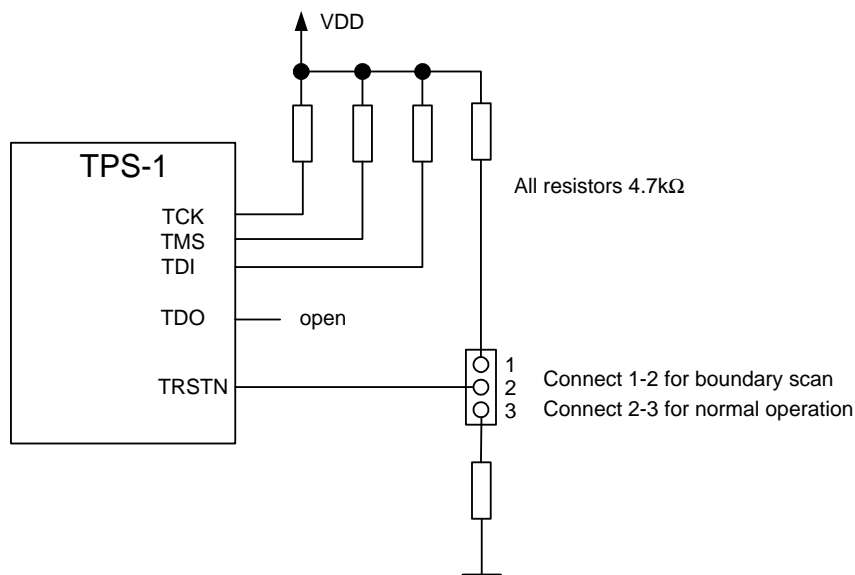 VDD
TPS-1
All resistors 4.7kΩ
TCK
TMS
TDI
TDO
open
TRSTN
1
2
3
Connect 1-2 for boundary scan
Connect 2-3 for normal operation